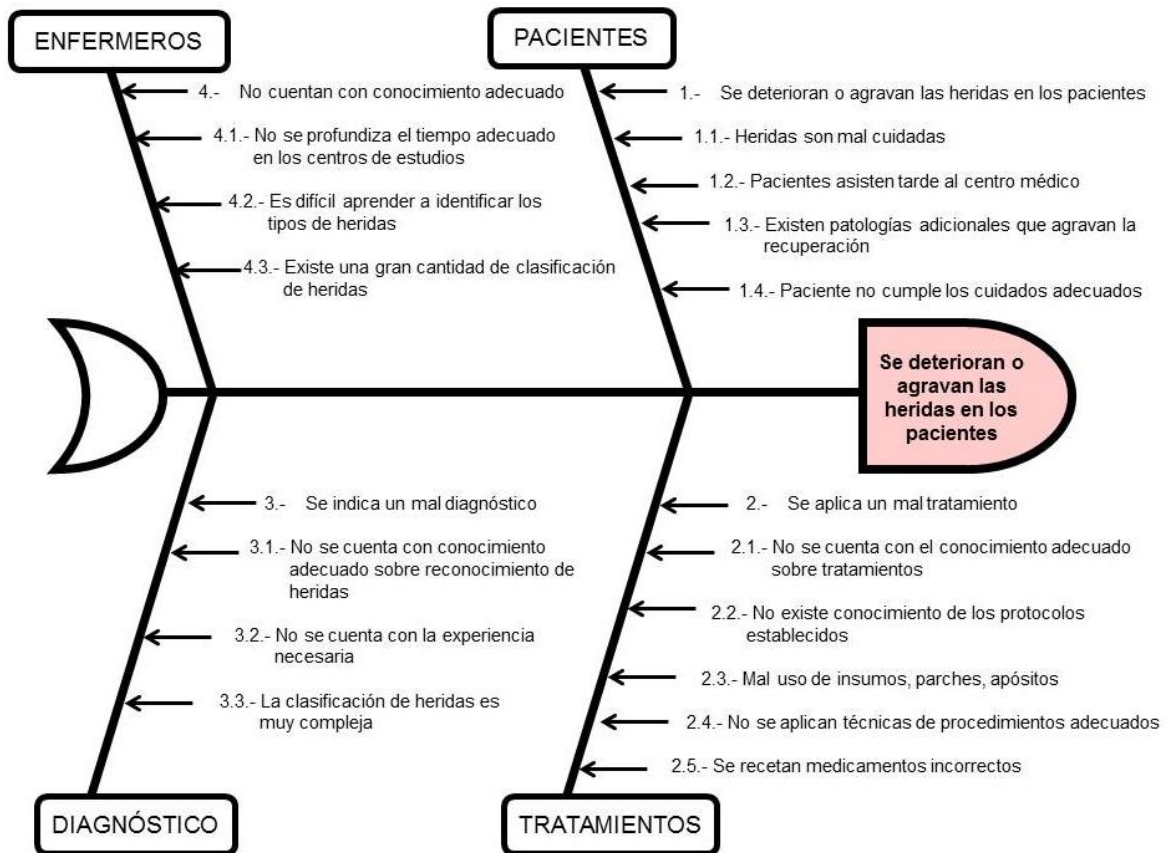 ENFERMEROS
4.- No cuentan con conocimiento adecuado
4.1.- No se profundiza el tiempo adecuado
en los centros de estudios
4.2.- Es difícil aprender a identificar los
tipos de heridas
4.3.- Existe una gran cantidad de clasificación
de heridas
PACIENTES
1.- Se deterioran o agravan las heridas en los pacientes
1.1.- Heridas son mal cuidadas
1.2.- Pacientes asisten tarde al centro médico
1.3.- Existen patologías adicionales que agravan la
recuperación
1.4.- Paciente no cumple los cuidados adecuados
Se deterioran o
agravan las
heridas en los
pacientes
3.- Se indica un mal diagnóstico
3.1.- No se cuenta con conocimiento
adecuado sobre reconocimiento de
heridas
3.2.- No se cuenta con la experiencia
necesaria
3.3.- La clasificación de heridas es
muy compleja
DIAGNÓSTICO
2.- Se aplica un mal tratamiento
2.1.- No se cuenta con el conocimiento adecuado
sobre tratamientos
2.2.- No existe conocimiento de los protocolos
establecidos
2.3.- Mal uso de insumos, parches, apósitos
2.4.- No se aplican técnicas de procedimientos adecuados
2.5.- Se recetan medicamentos incorrectos
TRATAMIENTOS